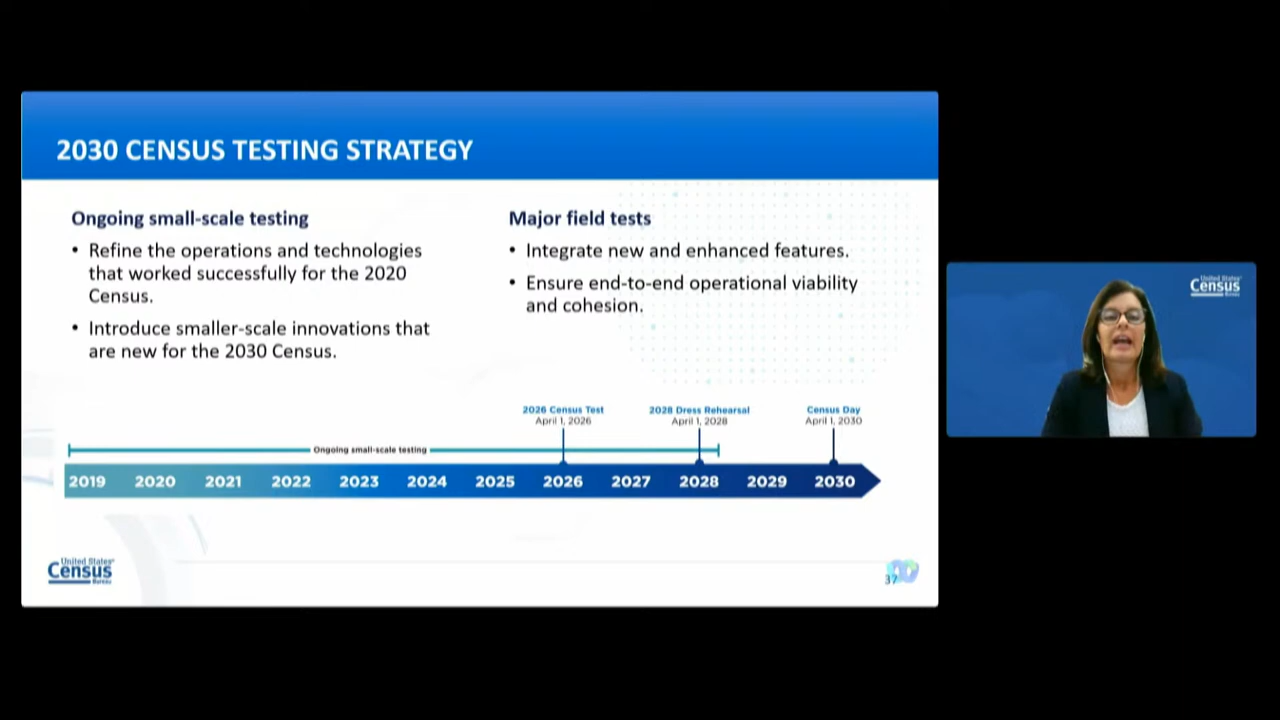 2030 CENSUS TESTING STRATEGY
Ongoing small-scale testing
• Refine the operations and technologies
that worked successfully for the 2020
Census.
• Introduce smaller-scale innovations that
are new for the 2030 Census.
Major field tests
• Integrate new and enhanced features.
• Ensure end-to-end operational viability
and cohesion.
2026 Census Test
April 1, 2026
2028 Dress Rehearsal
April 1, 2028
Census Day
April 1, 2030
Ongoing small-scale testing
2019 2020 2021 2022 2023 2024 2025 2026 2027 2028 2029 2030
United States
Census
Bureau
37
United States
Census
Bureau